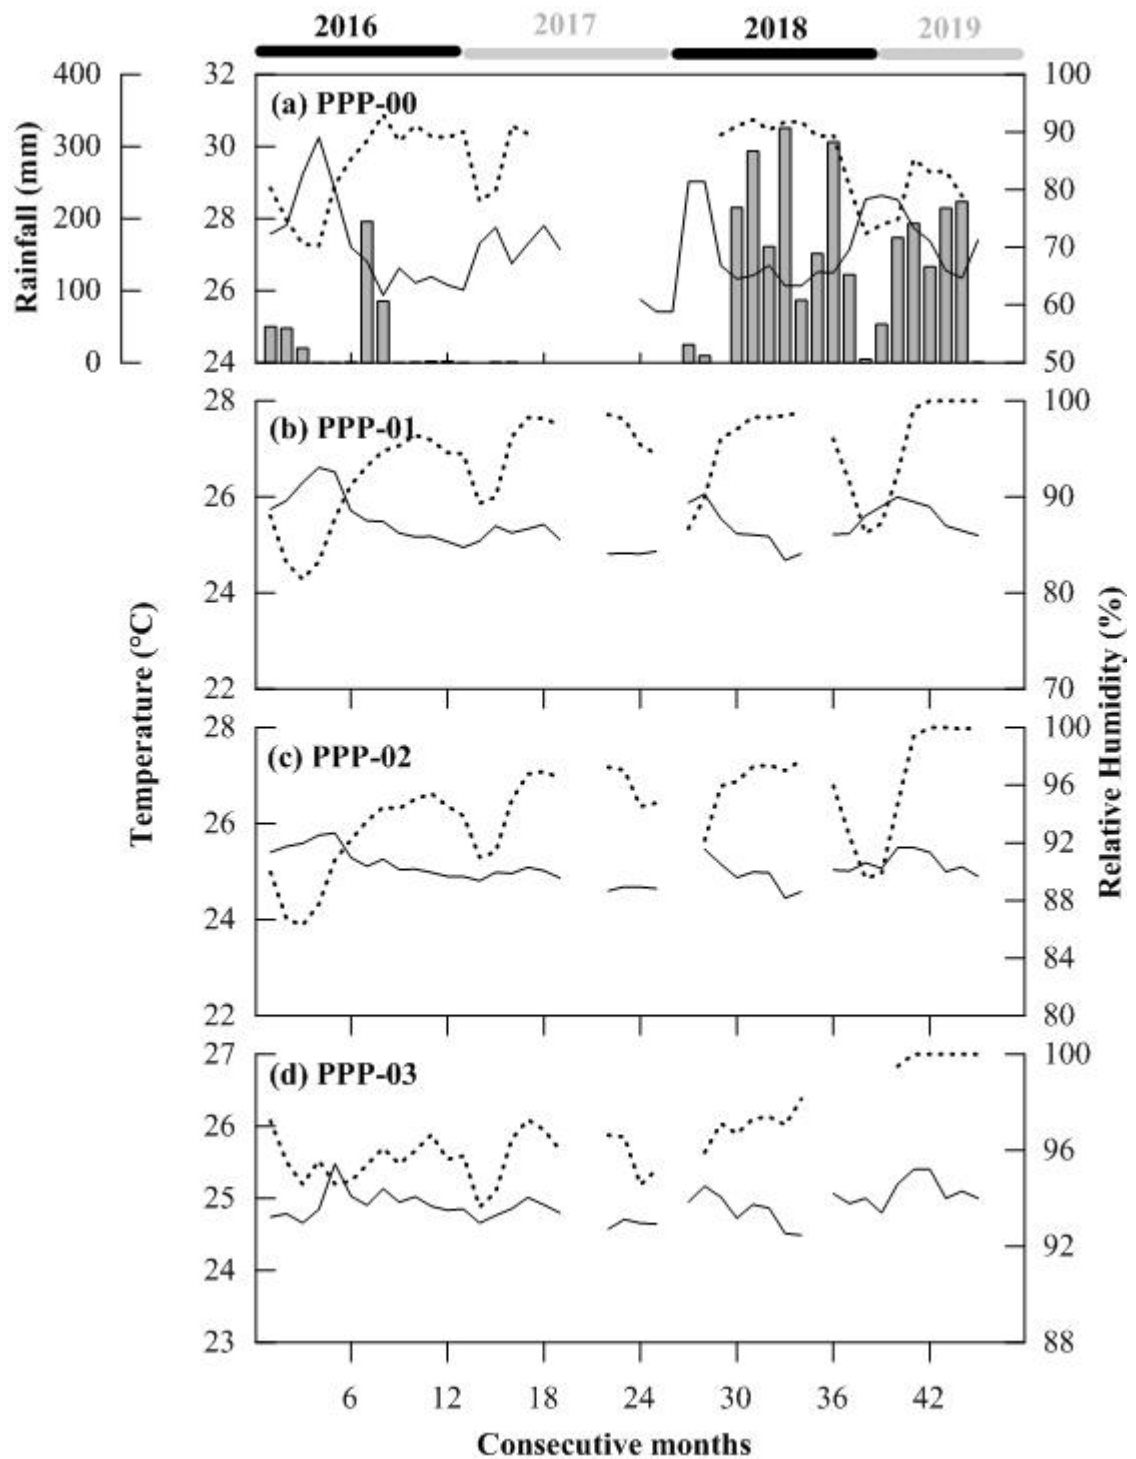 2016 2017 2018 2019
400 32 100
(a) PPP-00
300 30 90
80
200 28
70
100 26 60
0 24 50
28 100
(b) PPP-01
26 90
24 80
22 70
28 100
(c) PPP-02
96
26 92
24 88
84
22 80
27 100
(d) PPP-03
26
96
25
24 92
23 88
6 12 18 24 30 36 42
Consecutive months
Rainfall (mm)
Temperature (°C)
Relative Humidity (%)